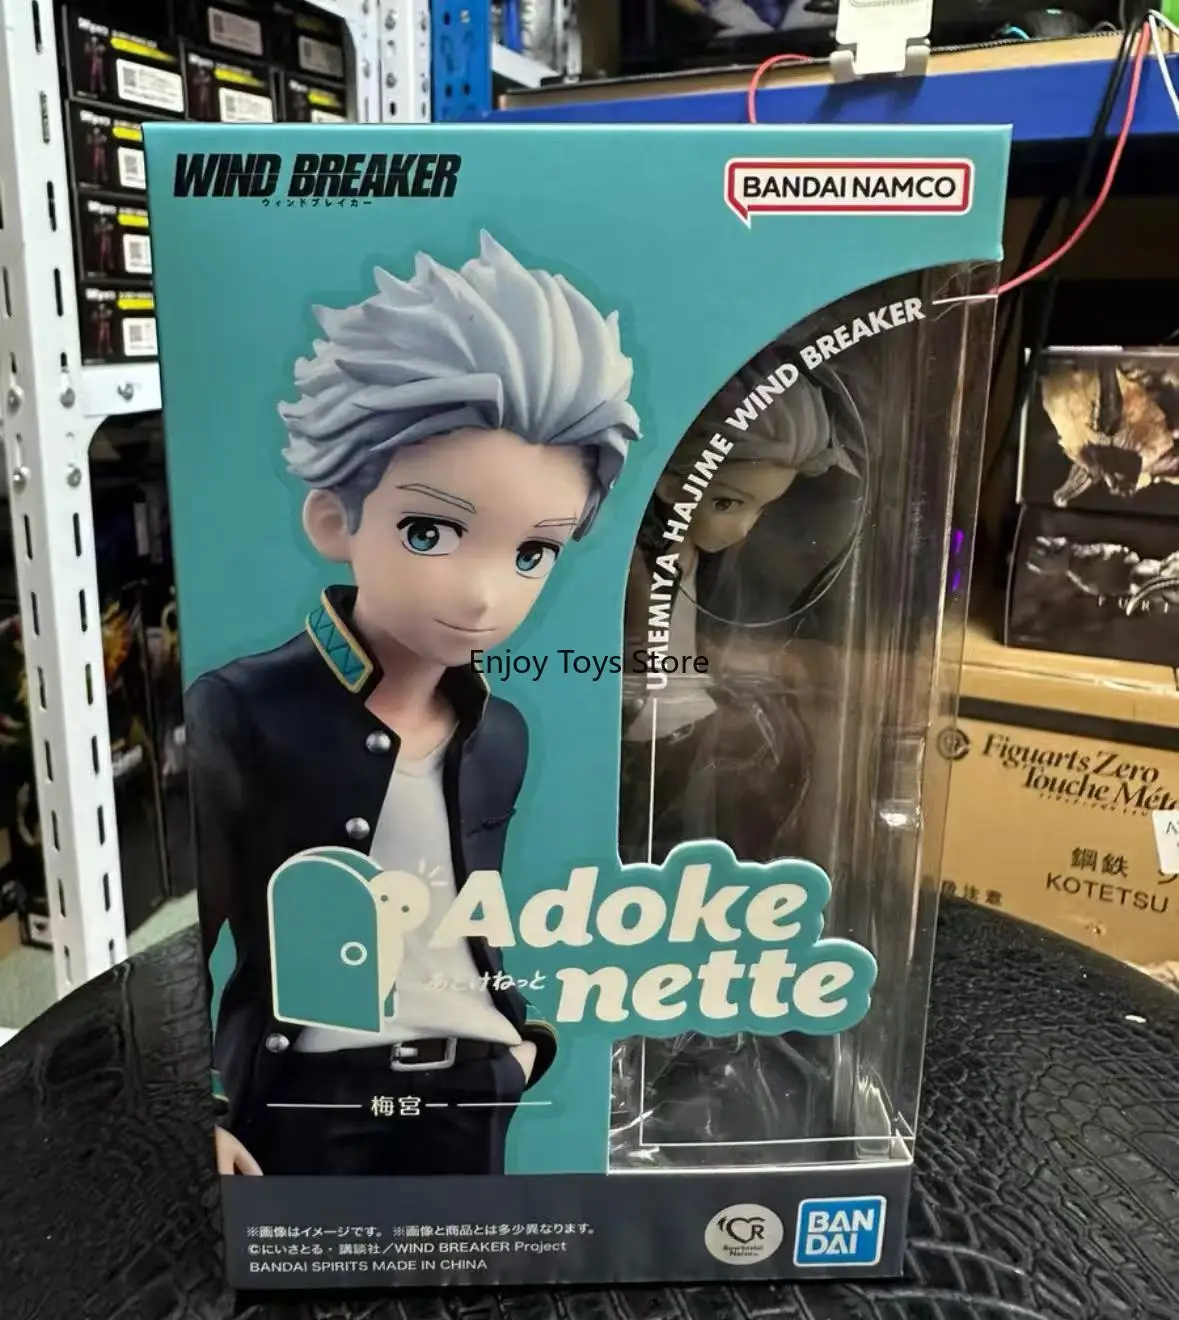 WIND BREAKER
ウィンドブレイカー
BANDAI NAMCO
UMEMIYA HAJIME WIND BREAKER
Enjoy Toys Store
Figuarts Zero
Touche Mét
鋼鉄
KOTETSU
注意
Adoke
nette
あどけねっと
梅宮一
※画像はイメージです。 ※画像と商品とは多少異なります。
©にいさとる・講談社/WIND BREAKER Project
BANDAI SPIRITS MADE IN CHINA
BAN
DAI